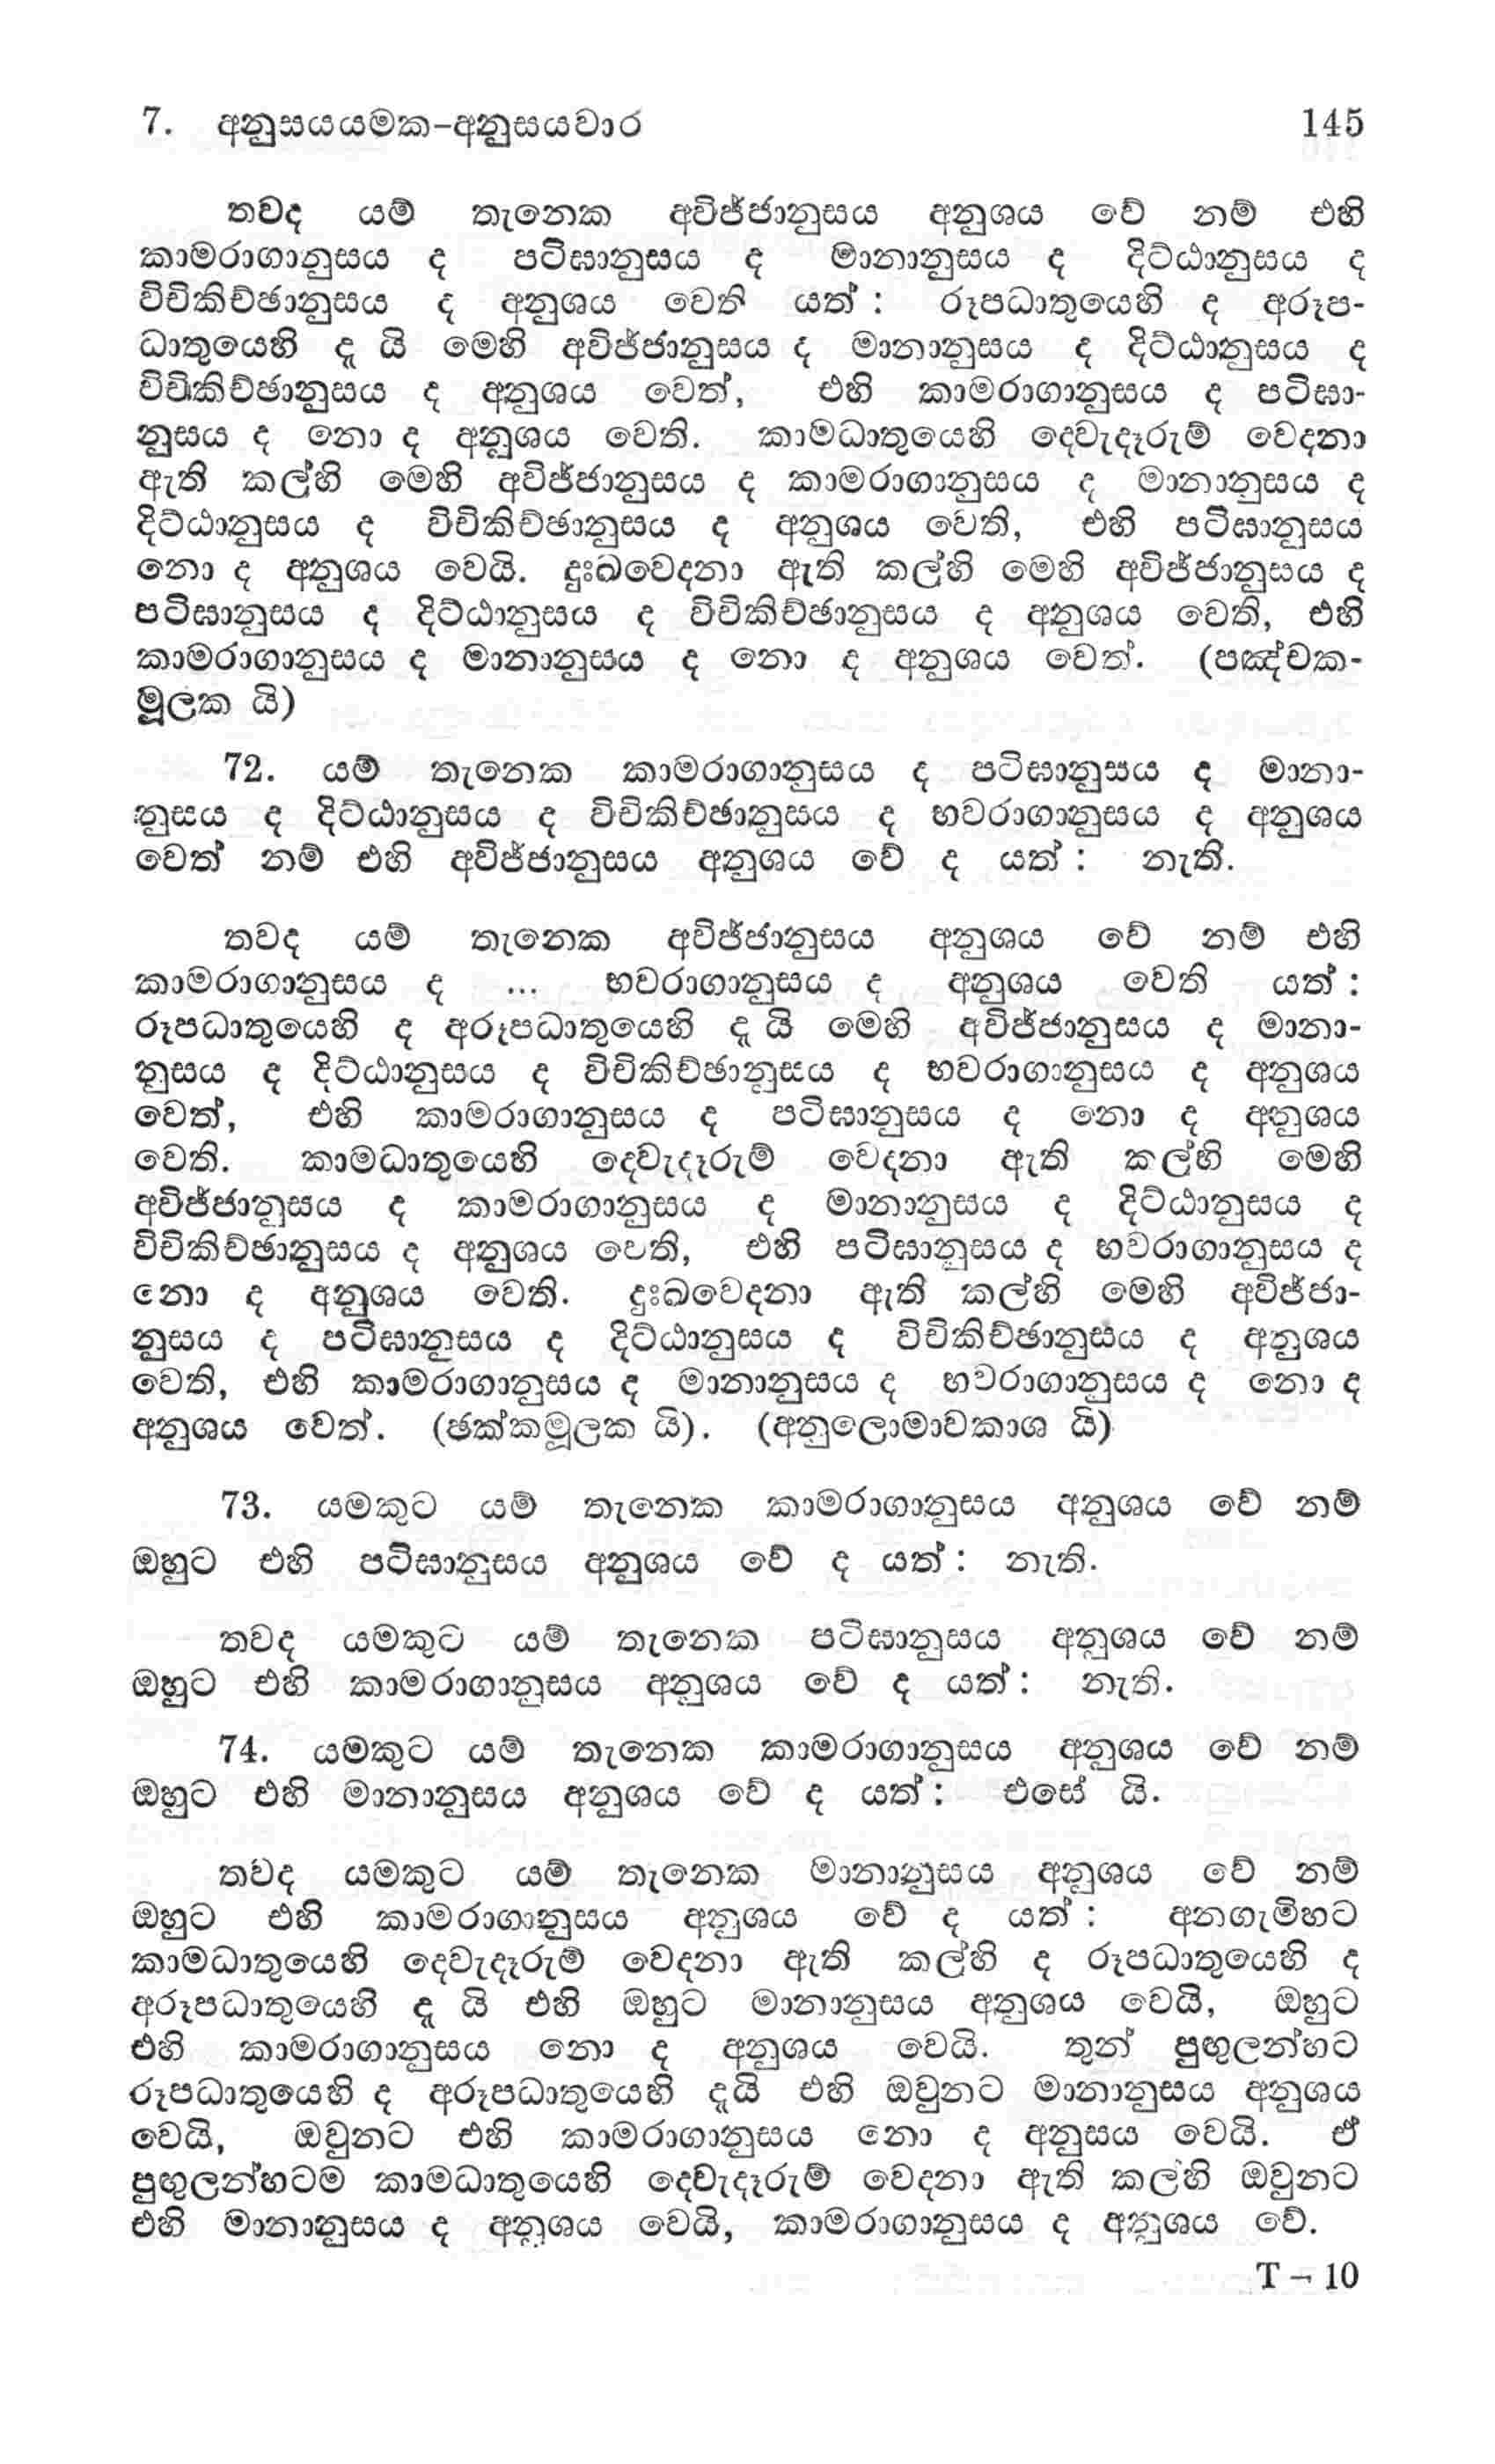 7. අනුසයයමක-අනුසයවාර 145
තවද යම් තැනෙක අවිජ්ජානුසය අනුශය වේ නම් එහි
කාමරාගානුසය ද පටිඝානුසය ද මානානුසය ද දිට්ඨානුසය ද
විචිකිච්ඡානුසය ද අනුශය වෙති යත් : රූපධාතුයෙහි ද අරූප-
ධාතුයෙහි දැ යි මෙහි අවිජ්ජානුසය ද මානානුසය ද දිට්ඨානුසය ද
විචිකිච්ඡානුසය ද අනුශය වෙත්, එහි කාමරාගානුසය ද පටිඝා-
නුසය ද නො ද අනුශය වෙති. කාමධාතුයෙහි දෙවැදෑරුම් වෙදනා
ඇති කල්හි මෙහි අවිජ්ජානුසය ද කාමරාගානුසය ද මානානුසය ද
දිට්ඨානුසය ද විචිකිච්ඡානුසය ද අනුශය වෙති, එහි පටිඝානුසය
නො ද අනුශය වෙයි. දුඃඛවෙදනා ඇති කල්හි මෙහි අවිජ්ජානුසය ද
පටිඝානුසය ද දිට්ඨානුසය ද විචිකිච්ඡානුසය ද අනුශය වෙති, එහි
කාමරාගානුසය ද මානානුසය ද නො ද අනුශය වෙත්. (පඤ්චක-
මූලක යි)
72. යම් තැනෙක කාමරාගානුසය ද පටිඝානුසය ද මානා-
නුසය ද දිට්ඨානුසය ද විචිකිච්ඡානුසය ද භවරාගානුසය ද අනුශය
වෙත් නම් එහි අවිජ්ජානුසය අනුශය වේ ද යත් : නැති.
තවද යම් තැනෙක අවිජ්ජානුසය අනුශය වේ නම් එහි
කාමරාගානුසය ද ... භවරාගානුසය ද අනුශය වෙති යත් :
රූපධාතුයෙහි ද අරූපධාතුයෙහි දැ යි මෙහි අවිජ්ජානුසය ද මානා-
නුසය ද දිට්ඨානුසය ද විචිකිච්ඡානුසය ද භවරාගානුසය ද අනුශය
වෙත්, එහි කාමරාගානුසය ද පටිඝානුසය ද නො ද අනුශය
වෙති. කාමධාතුයෙහි දෙවැදෑරුම් වෙදනා ඇති කල්හි මෙහි
අවිජ්ජානුසය ද කාමරාගානුසය ද මානානුසය ද දිට්ඨානුසය ද
විචිකිච්ඡානුසය ද අනුශය වෙති, එහි පටිඝානුසය ද භවරාගානුසය ද
නො ද අනුශය වෙති. දුඃඛවෙදනා ඇති කල්හි මෙහි අවිජ්ජා-
නුසය ද පටිඝානුසය ද දිට්ඨානුසය ද විචිකිච්ඡානුසය ද අනුශය
වෙති, එහි කාමරාගානුසය ද මානානුසය ද භවරාගානුසය ද නො ද
අනුශය වෙත්. (ඡක්කමූලක යි). (අනුලොමාවකාශ යි)
73. යමකුට යම් තැනෙක කාමරාගානුසය අනුශය වේ නම්
ඔහුට එහි පටිඝානුසය අනුශය වේ ද යත් : නැති.
තවද යමකුට යම් තැනෙක පටිඝානුසය අනුශය වේ නම්
ඔහුට එහි කාමරාගානුසය අනුශය වේ ද යත් : නැති.
74. යමකුට යම් තැනෙක කාමරාගානුසය අනුශය වේ නම්
ඔහුට එහි මානානුසය අනුශය වේ ද යත් : එසේ යි.
තවද යමකුට යම් තැනෙක මානානුසය අනුශය වේ නම්
ඔහුට එහි කාමරාගානුසය අනුශය වේ ද යත් : අනගැමිහට
කාමධාතුයෙහි දෙවැදෑරුම් වෙදනා ඇති කල්හි ද රූපධාතුයෙහි ද
අරූපධාතුයෙහි දැ යි එහි ඔහුට මානානුසය අනුශය වෙයි, ඔහුට
එහි කාමරාගානුසය නො ද අනුශය වෙයි. තුන් පුඟුලන්හට
රූපධාතුයෙහි ද අරූපධාතුයෙහි දැයි එහි ඔවුනට මානානුසය අනුශය
වෙයි, ඔවුනට එහි කාමරාගානුසය නො ද අනුසය වෙයි. ඒ
පුඟුලන්හටම කාමධාතුයෙහි දෙවැදෑරුම් වෙදනා ඇති කල්හි ඔවුනට
එහි මානානුසය ද අනුශය වෙයි, කාමරාගානුසය ද අනුශය වේ.
T - 10